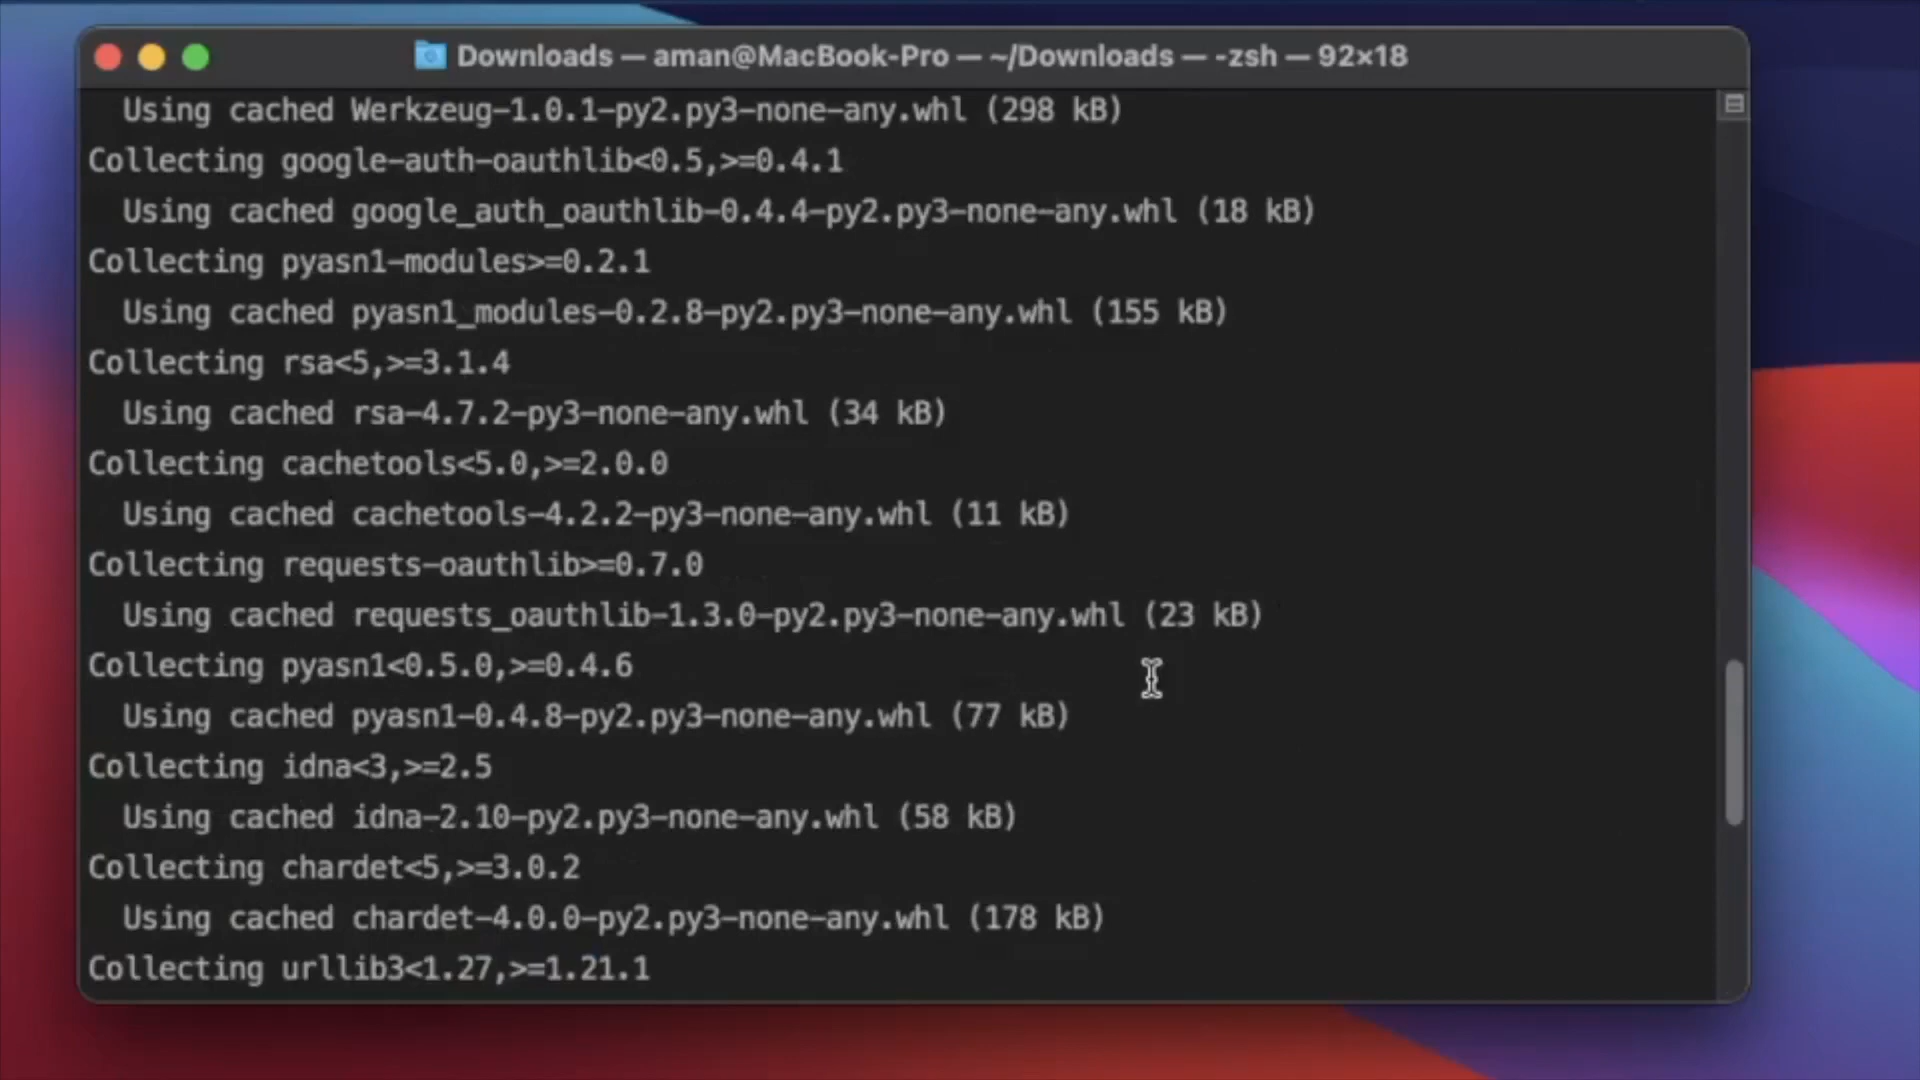 Downloads — aman@MacBook-Pro — ~/Downloads — -zsh — 92×18
Using cached Werkzeug-1.0.1-py2.py3-none-any.whl (298 kB)
Collecting google-auth-oauthlib<0.5,>=0.4.1
Using cached google_auth_oauthlib-0.4.4-py2.py3-none-any.whl (18 kB)
Collecting pyasn1-modules>=0.2.1
Using cached pyasn1_modules-0.2.8-py2.py3-none-any.whl (155 kB)
Collecting rsa<5,>=3.1.4
Using cached rsa-4.7.2-py3-none-any.whl (34 kB)
Collecting cachetools<5.0,>=2.0.0
Using cached cachetools-4.2.2-py3-none-any.whl (11 kB)
Collecting requests-oauthlib>=0.7.0
Using cached requests_oauthlib-1.3.0-py2.py3-none-any.whl (23 kB)
Collecting pyasn1<0.5.0,>=0.4.6
Using cached pyasn1-0.4.8-py2.py3-none-any.whl (77 kB)
Collecting idna<3,>=2.5
Using cached idna-2.10-py2.py3-none-any.whl (58 kB)
Collecting chardet<5,>=3.0.2
Using cached chardet-4.0.0-py2.py3-none-any.whl (178 kB)
Collecting urllib3<1.27,>=1.21.1